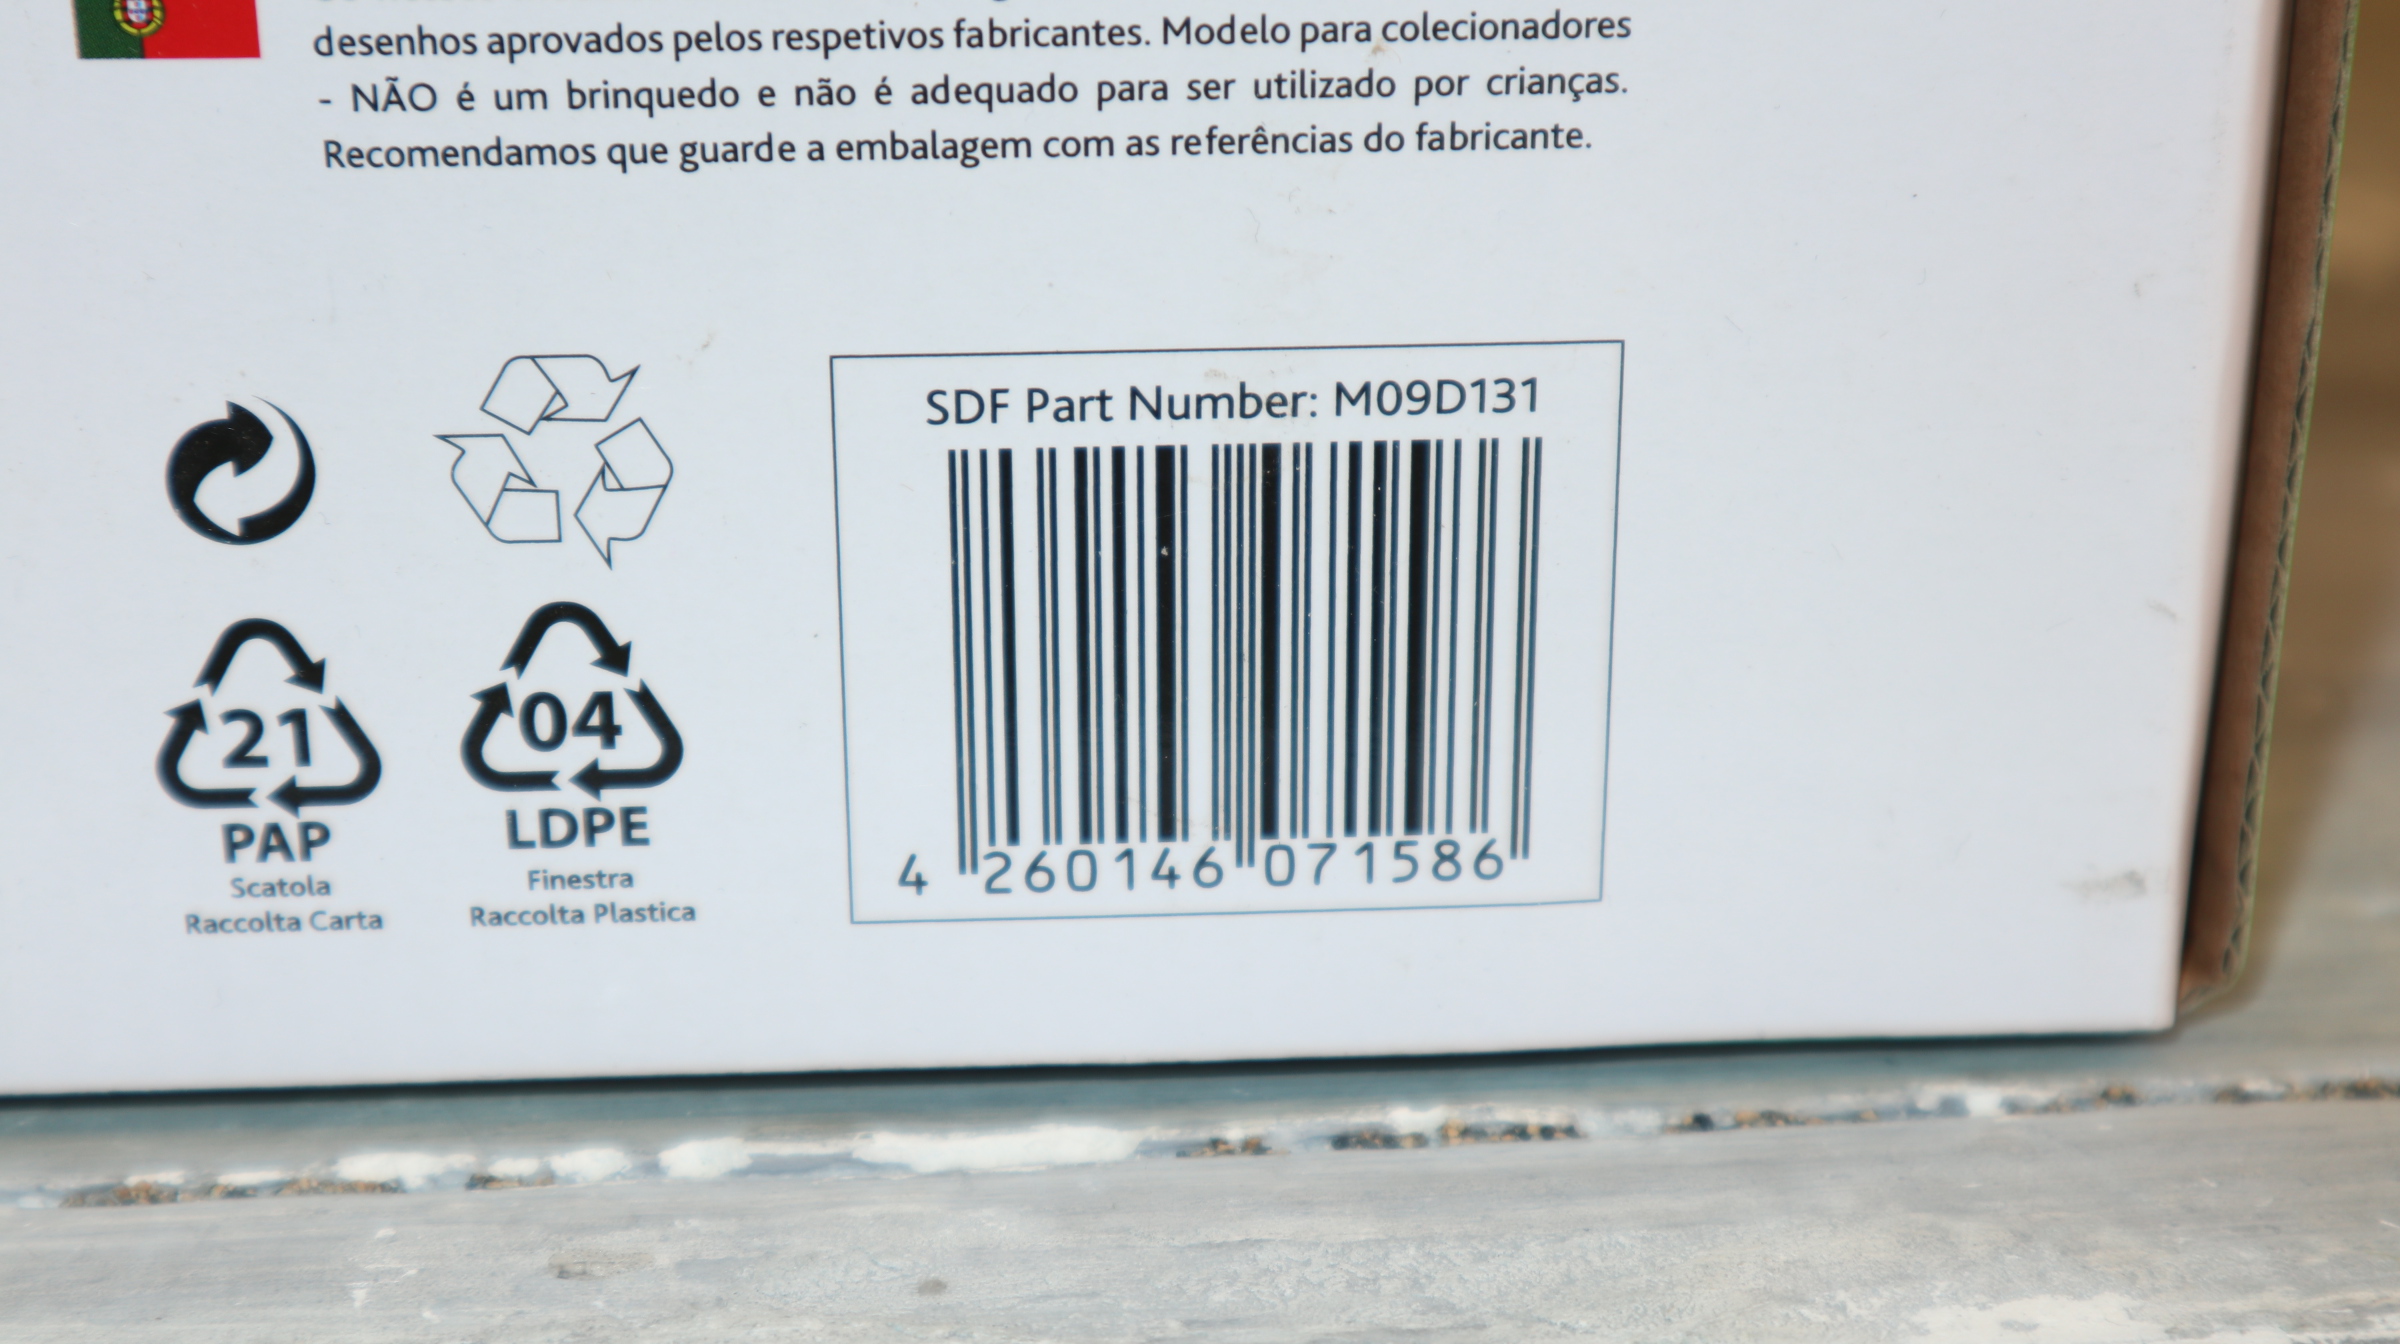 desenhos aprovados pelos respetivos fabricantes. Modelo para colecionadores
- NÃO é um brinquedo e não é adequado para ser utilizado por crianças.
Recomendamos que guarde a embalagem com as referências do fabricante.
SDF Part Number: M09D131
4 260146 071586
21
PAP
Scatola
Raccolta Carta
04
LDPE
Finestra
Raccolta Plastica